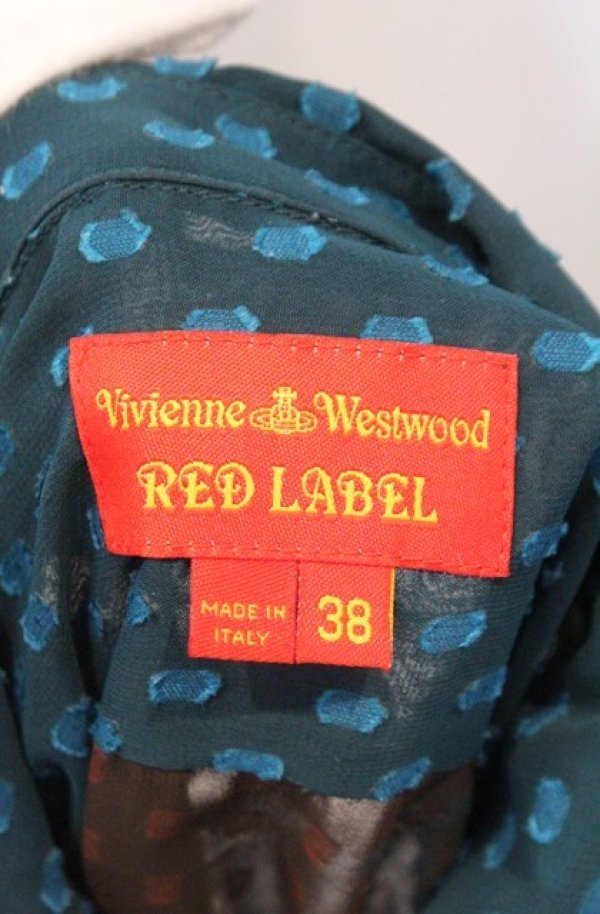 Vivienne Westwood
RED LABEL
MADE IN
ITALY
38